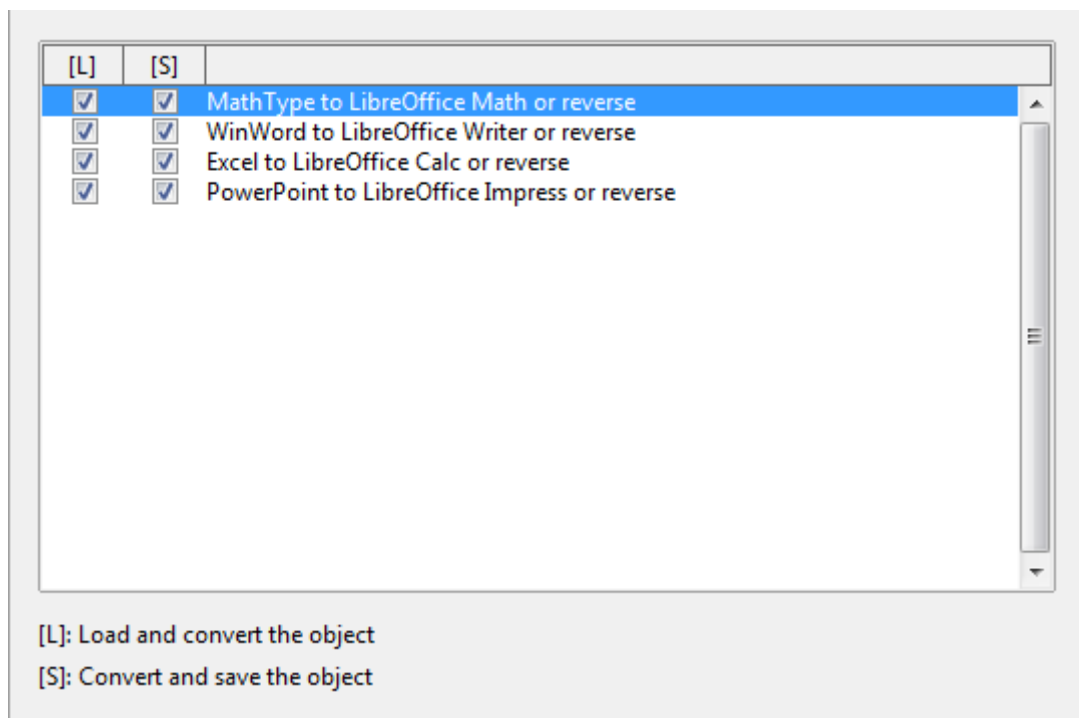 [L] [S]
MathType to LibreOffice Math or reverse
WinWord to LibreOffice Writer or reverse
Excel to LibreOffice Calc or reverse
PowerPoint to LibreOffice Impress or reverse
[L]: Load and convert the object
[S]: Convert and save the object